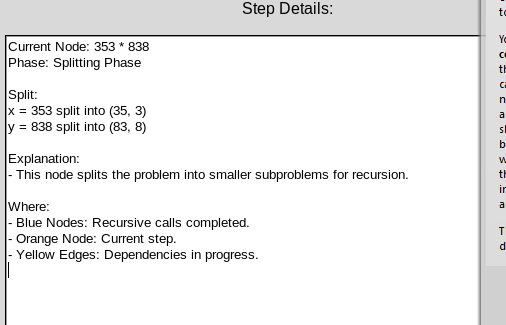 Step Details:
Current Node: 353 * 838
Phase: Splitting Phase
Split:
x = 353 split into (35, 3)
y = 838 split into (83, 8)
Explanation:
- This node splits the problem into smaller subproblems for recursion.
Where:
- Blue Nodes: Recursive calls completed.
- Orange Node: Current step.
- Yellow Edges: Dependencies in progress.